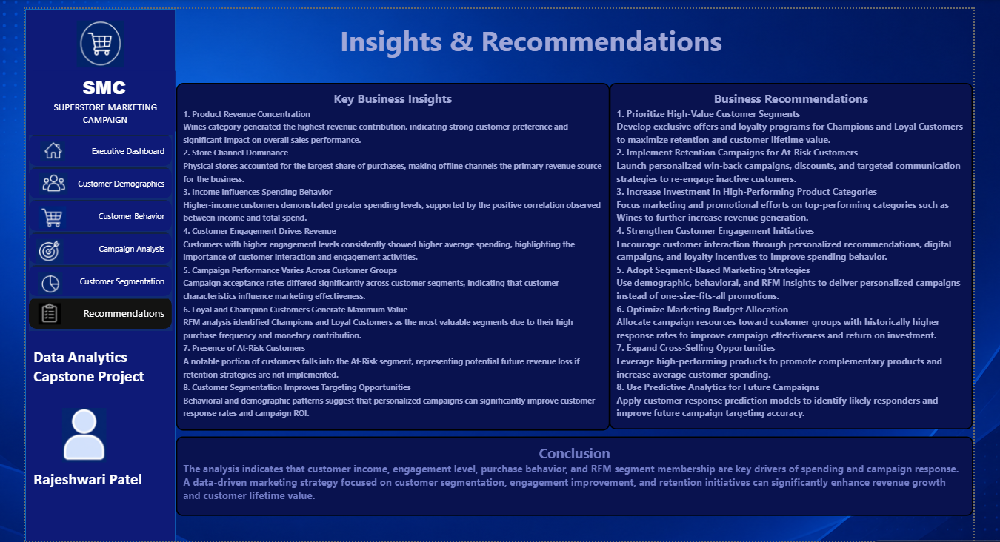 SMC
SUPERSTORE MARKETING
CAMPAIGN
Executive Dashboard
Customer Demographics
Customer Behavior
Campaign Analysis
Customer Segmentation
Recommendations
Data Analytics
Capstone Project
Rajeshwari Patel
Insights & Recommendations
Key Business Insights
1. Product Revenue Concentration
Wines category generated the highest revenue contribution, indicating strong customer preference and
significant impact on overall sales performance.
2. Store Channel Dominance
Physical stores accounted for the largest share of purchases, making offline channels the primary revenue source
for the business.
3. Income Influences Spending Behavior
Higher-income customers demonstrated greater spending levels, supported by the positive correlation observed
between income and total spend.
4. Customer Engagement Drives Revenue
Customers with higher engagement levels consistently showed higher average spending, highlighting the
importance of customer interaction and engagement activities.
5. Campaign Performance Varies Across Customer Groups
Campaign acceptance rates differed significantly across customer segments, indicating that customer
characteristics influence marketing effectiveness.
6. Loyal and Champion Customers Generate Maximum Value
RFM analysis identified Champions and Loyal Customers as the most valuable segments due to their high
purchase frequency and monetary contribution.
7. Presence of At-Risk Customers
A notable portion of customers falls into the At-Risk segment, representing potential future revenue loss if
retention strategies are not implemented.
8. Customer Segmentation Improves Targeting Opportunities
Behavioral and demographic patterns suggest that personalized campaigns can significantly improve customer
response rates and campaign ROI.
Business Recommendations
1. Prioritize High-Value Customer Segments
Develop exclusive offers and loyalty programs for Champions and Loyal Customers
to maximize retention and customer lifetime value.
2. Implement Retention Campaigns for At-Risk Customers
Launch personalized win-back campaigns, discounts, and targeted communication
strategies to re-engage inactive customers.
3. Increase Investment in High-Performing Product Categories
Focus marketing and promotional efforts on top-performing categories such as
Wines to further increase revenue generation.
4. Strengthen Customer Engagement Initiatives
Encourage customer interaction through personalized recommendations, digital
campaigns, and loyalty incentives to improve spending behavior.
5. Adopt Segment-Based Marketing Strategies
Use demographic, behavioral, and RFM insights to deliver personalized campaigns
instead of one-size-fits-all promotions.
6. Optimize Marketing Budget Allocation
Allocate campaign resources toward customer groups with historically higher
response rates to improve campaign effectiveness and return on investment.
7. Expand Cross-Selling Opportunities
Leverage high-performing products to promote complementary products and
increase average customer spending.
8. Use Predictive Analytics for Future Campaigns
Apply customer response prediction models to identify likely responders and
improve future campaign targeting accuracy.
Conclusion
The analysis indicates that customer income, engagement level, purchase behavior, and RFM segment membership are key drivers of spending and campaign response.
A data-driven marketing strategy focused on customer segmentation, engagement improvement, and retention initiatives can significantly enhance revenue growth
and customer lifetime value.